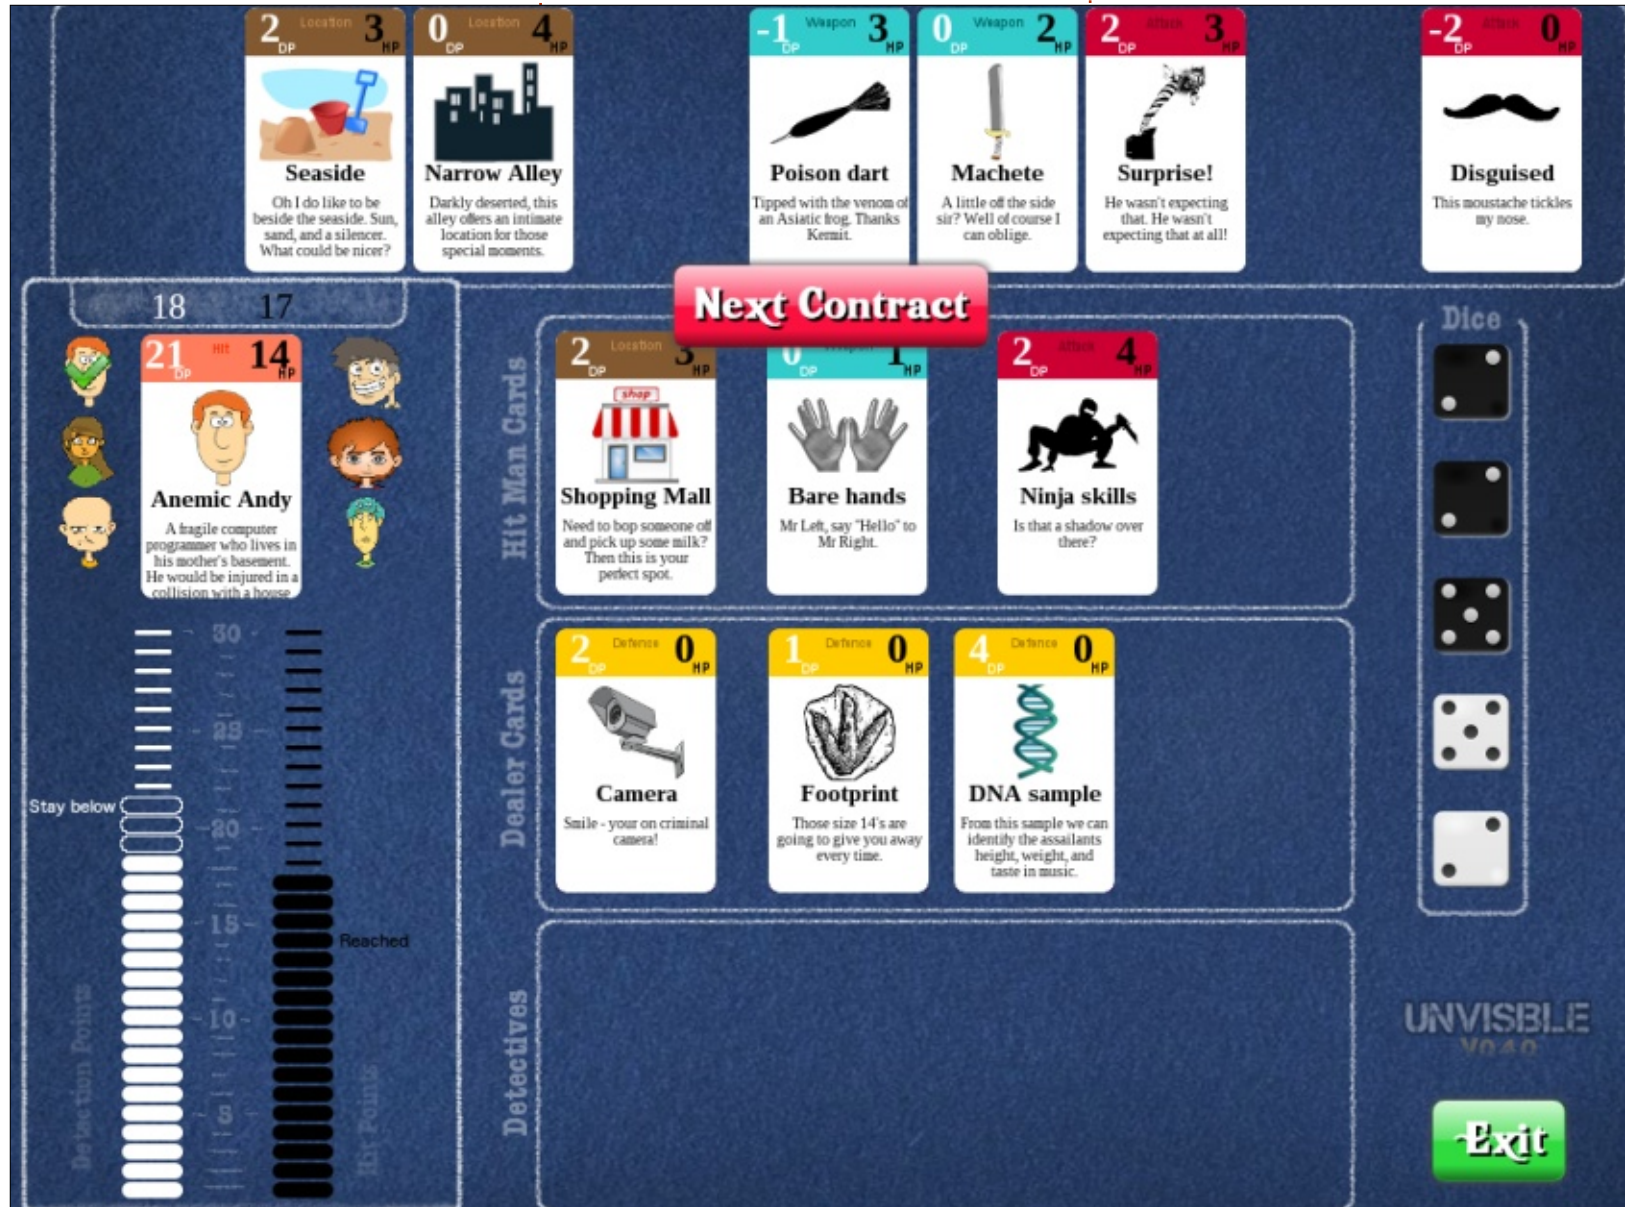 2 DP Location 3 HP
Seaside
Oh I do like to be
beside the seaside. Sun,
sand, and a silencer.
What could be nicer?
0 DP Location 4 HP
Narrow Alley
Darkly deserted, this
alley offers an intimate
location for those
special moments.
-1 DP Weapon 3 HP
Poison dart
Tipped with the venom of
an Asiatic frog. Thanks
Kermit.
0 DP Weapon 2 HP
Machete
A little off the side
sir? Well of course I
can oblige.
2 DP Attack 3 HP
Surprise!
He wasn't expecting
that. He wasn't
expecting that at all!
-2 DP Attack 0 HP
Disguised
This moustache tickles
my nose.
Next Contract
18 17
21 DP Hit 14 HP
Anemic Andy
A fragile computer
programmer who lives in
his mother's basement.
He would be injured in a
collision with a house
Hit Man Cards
2 DP Location 3 HP
shop
Shopping Mall
Need to bop someone off
and pick up some milk?
Then this is your
perfect spot.
0 DP Weapon 1 HP
Bare hands
Mr Left, say "Hello" to
Mr Right.
2 DP Attack 4 HP
Ninja skills
Is that a shadow over
there?
Dice
Dealer Cards
2 DP Defence 0 HP
Camera
Smile - your on criminal
camera!
1 DP Defence 0 HP
Footprint
Those size 14's are
going to give you away
every time.
4 DP Defence 0 HP
DNA sample
From this sample we can
identify the assailants
height, weight, and
taste in music.
30
25
Stay below
20
15
Reached
10
5
Detection Points
Hit Points
Detectives
UNVISBLE
V0.4.0
Exit